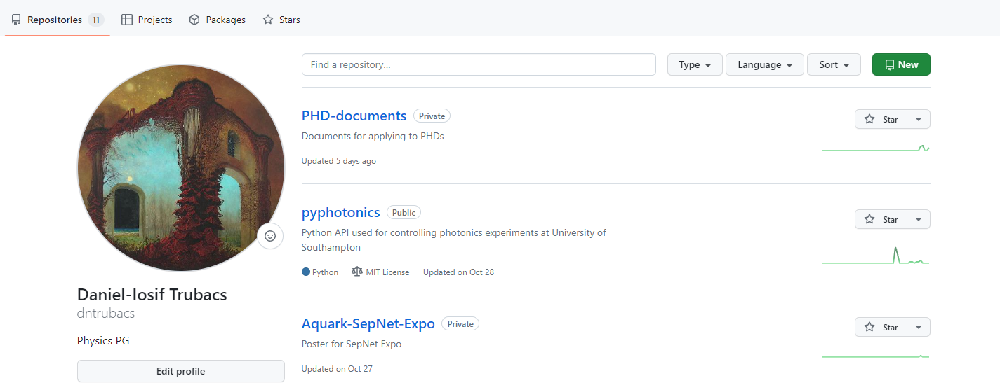 Repositories 11 Projects Packages Stars
Find a repository... Type Language Sort New
PHD-documents Private Star
Documents for applying to PHDs
Updated 5 days ago
pyphotonics Public Star
Python API used for controlling photonics experiments at University of
Southampton
Python MIT License Updated on Oct 28
Aquark-SepNet-Expo Private Star
Poster for SepNet Expo
Updated on Oct 27
Daniel-Iosif Trubacs
dntrubacs
Physics PG
Edit profile